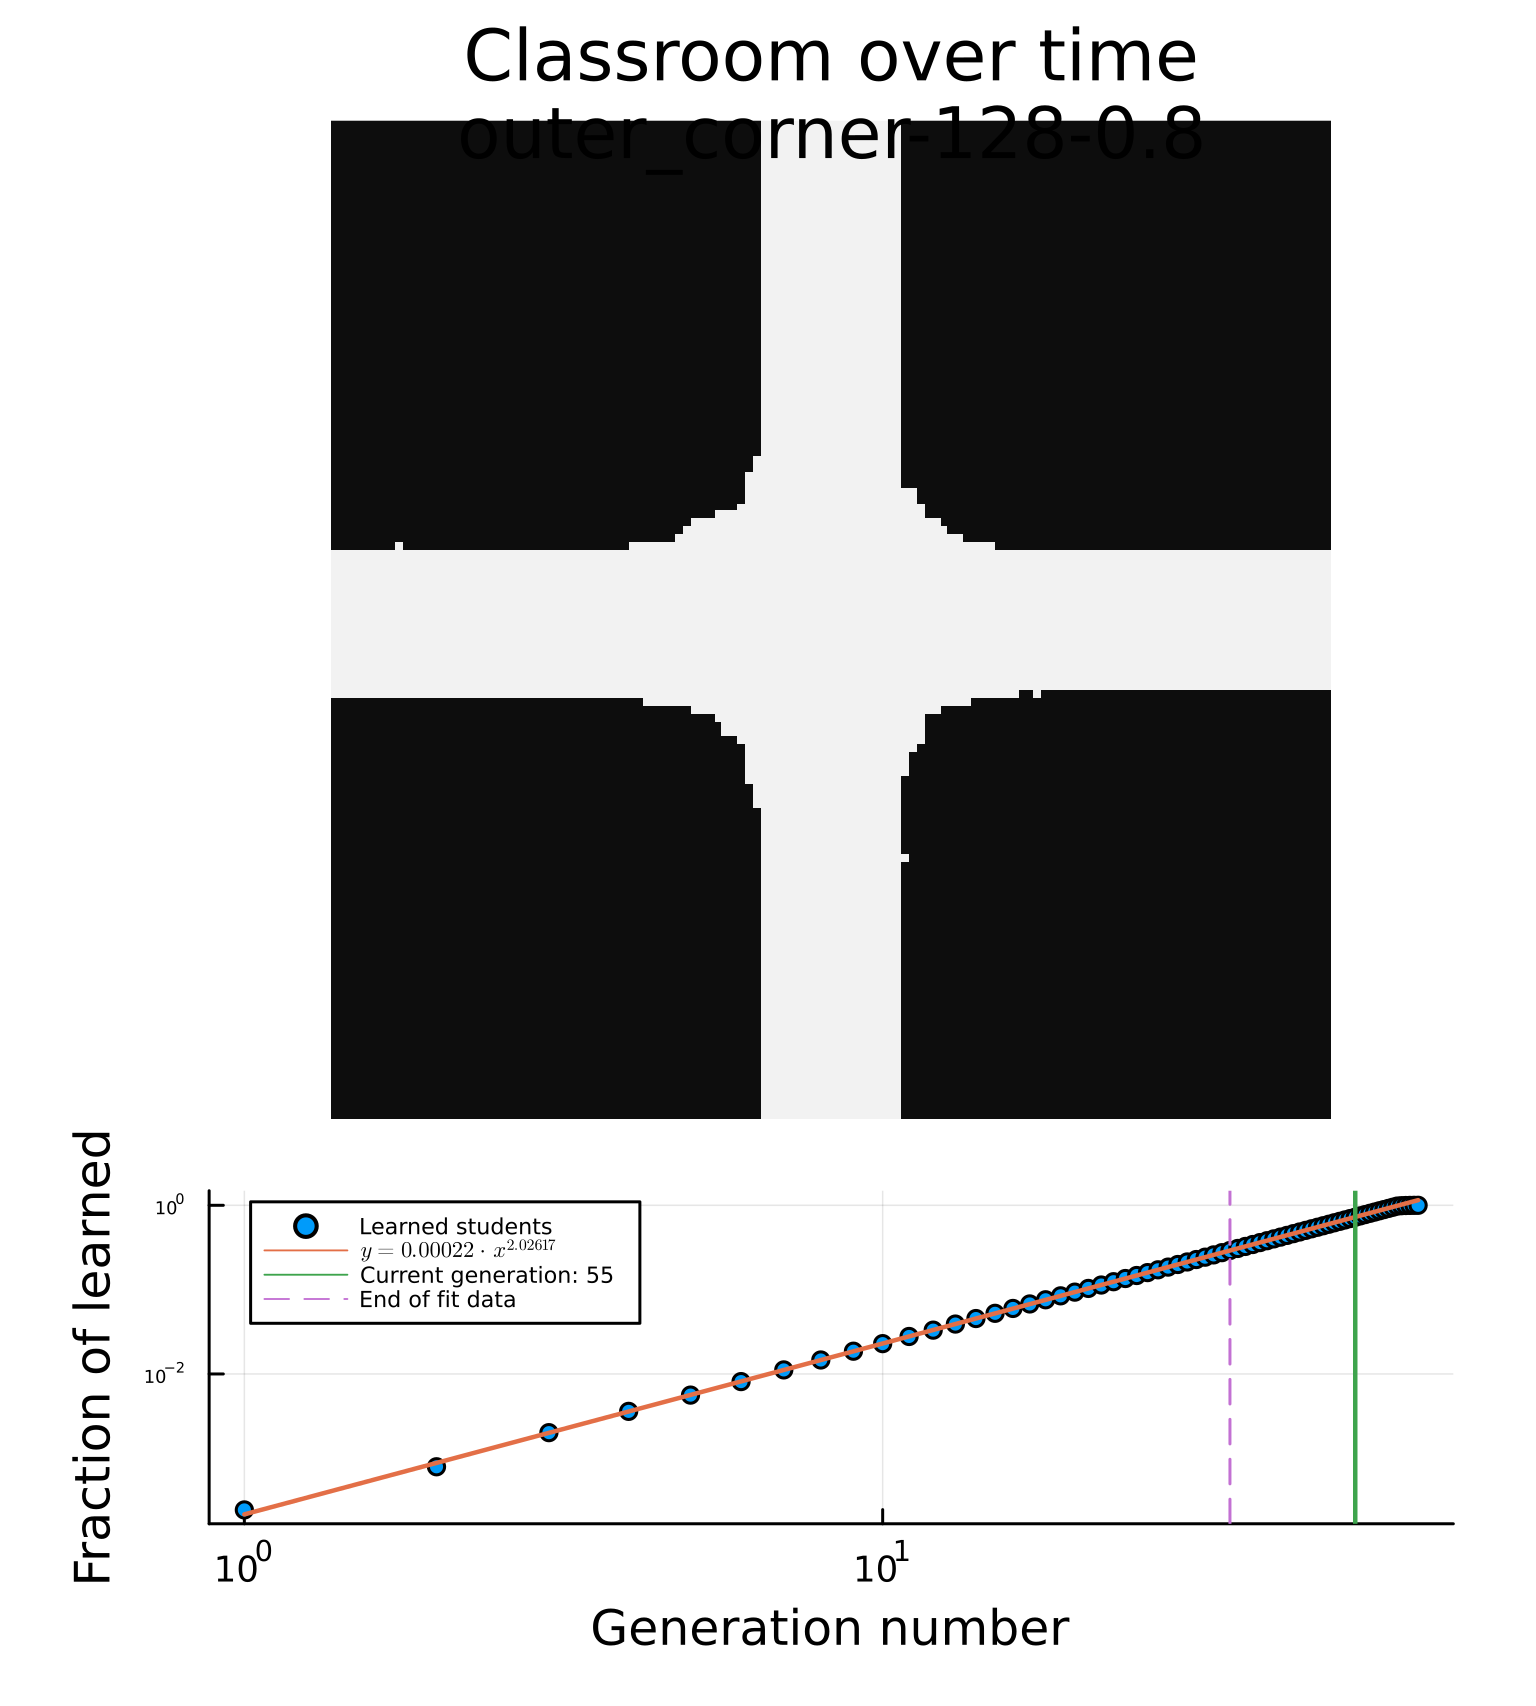 Classroom over time
outer_corner-128-0.8
Fraction of learned
10^0
10^-2
Learned students
y = 0.00022 · x^2.02617
Current generation: 55
End of fit data
10^0
10^1
Generation number